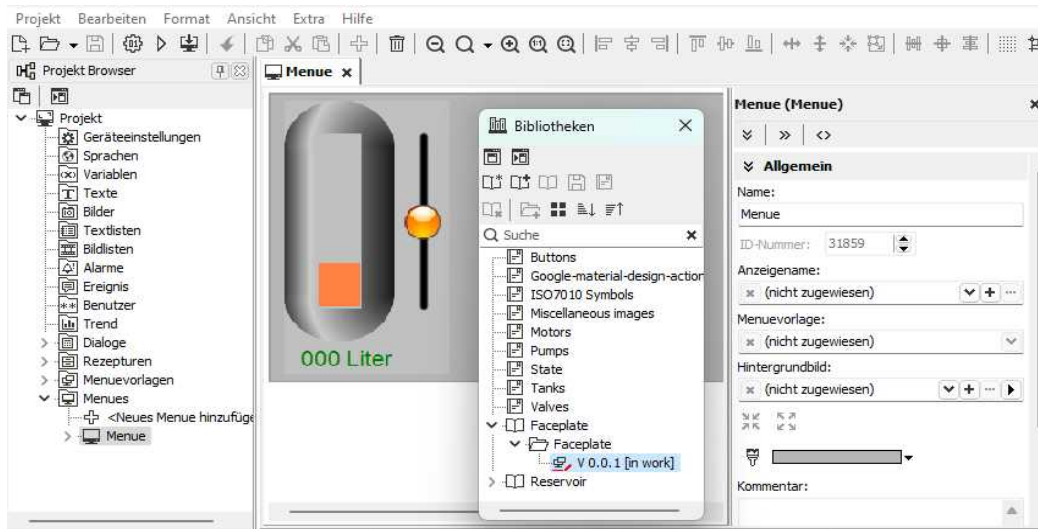 Projekt Bearbeiten Format Ansicht Extra Hilfe
Projekt Browser
Projekt
Geräteeinstellungen
Sprachen
Variablen
Texte
Bilder
Textlisten
Bildlisten
Alarme
Ereignis
Benutzer
Trend
Dialoge
Rezepturen
Menuevorlagen
Menues
<Neues Menue hinzufüge
Menue
Menue x
000 Liter
Bibliotheken
Suche
Buttons
Google-material-design-action
ISO7010 Symbols
Miscellaneous images
Motors
Pumps
State
Tanks
Valves
Faceplate
Faceplate
V 0.0.1 [in work]
Reservoir
Menue (Menue)
Allgemein
Name:
Menue
ID-Nummer: 31859
Anzeigename:
(nicht zugewiesen)
Menuevorlage:
(nicht zugewiesen)
Hintergrundbild:
(nicht zugewiesen)
Kommentar: